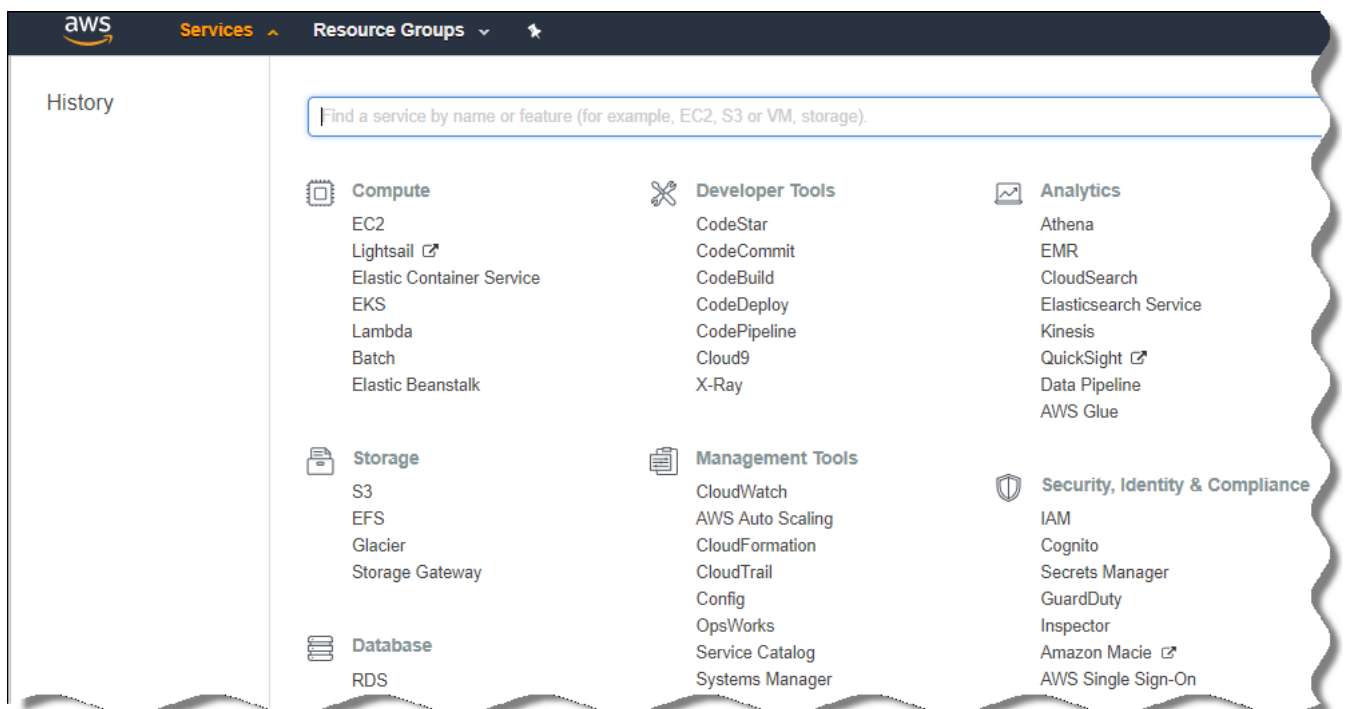 aws Services Resource Groups
History
Find a service by name or feature (for example, EC2, S3 or VM, storage).
Compute
EC2
Lightsail
Elastic Container Service
EKS
Lambda
Batch
Elastic Beanstalk
Storage
S3
EFS
Glacier
Storage Gateway
Database
RDS
Developer Tools
CodeStar
CodeCommit
CodeBuild
CodeDeploy
CodePipeline
Cloud9
X-Ray
Management Tools
CloudWatch
AWS Auto Scaling
CloudFormation
CloudTrail
Config
OpsWorks
Service Catalog
Systems Manager
Analytics
Athena
EMR
CloudSearch
Elasticsearch Service
Kinesis
QuickSight
Data Pipeline
AWS Glue
Security, Identity & Compliance
IAM
Cognito
Secrets Manager
GuardDuty
Inspector
Amazon Macie
AWS Single Sign-On